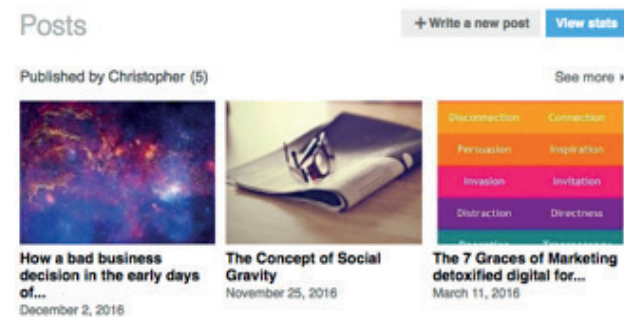 Posts
+ Write a new post
View stats
Published by Christopher (5)
See more
Disconnection Connection
Persuasion Inspiration
Invasion Invitation
Distraction Directness
How a bad business
decision in the early days
of...
December 2, 2016
The Concept of Social
Gravity
November 25, 2016
The 7 Graces of Marketing
detoxified digital for...
March 11, 2016